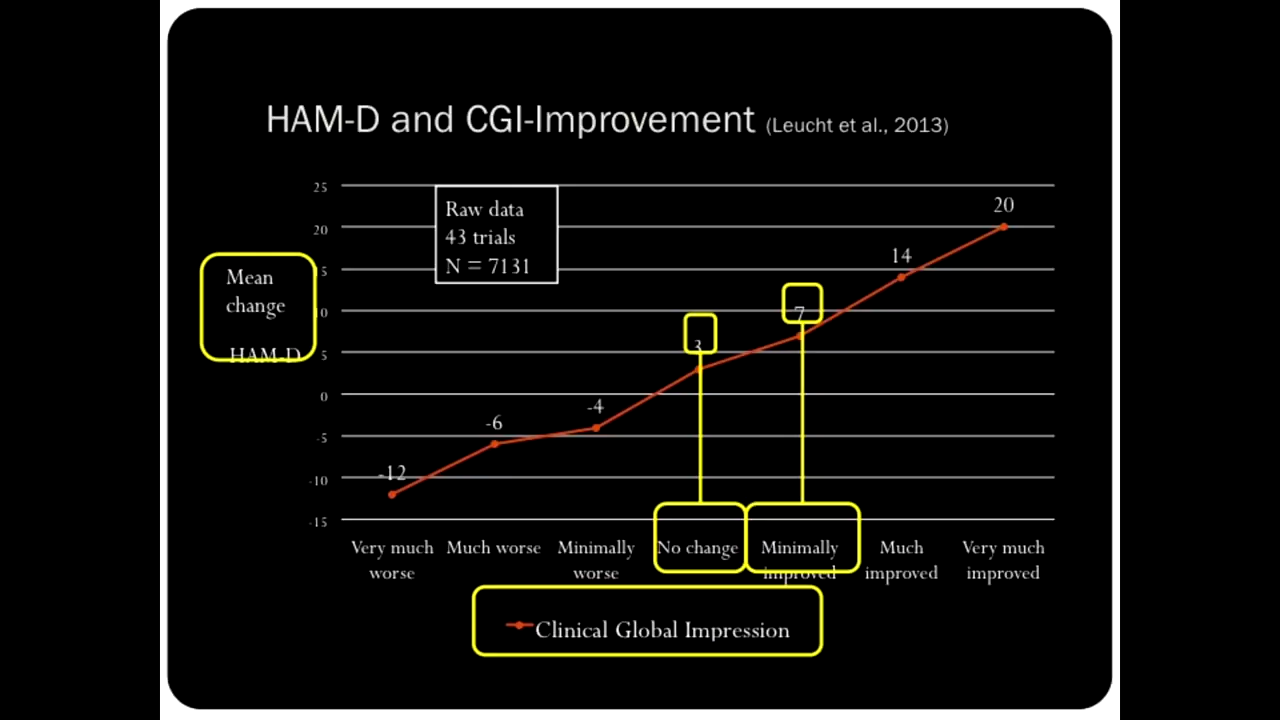 HAM-D and CGI-Improvement (Leucht et al., 2013)
25
20
5
0
5
0
-5
-10
-15
Raw data
43 trials
N = 7131
Mean
change
HAM-D
-12
-6
-4
3
7
14
20
Very much
worse
Much worse
Minimally
worse
No change
Minimally
improved
Much
improved
Very much
improved
Clinical Global Impression